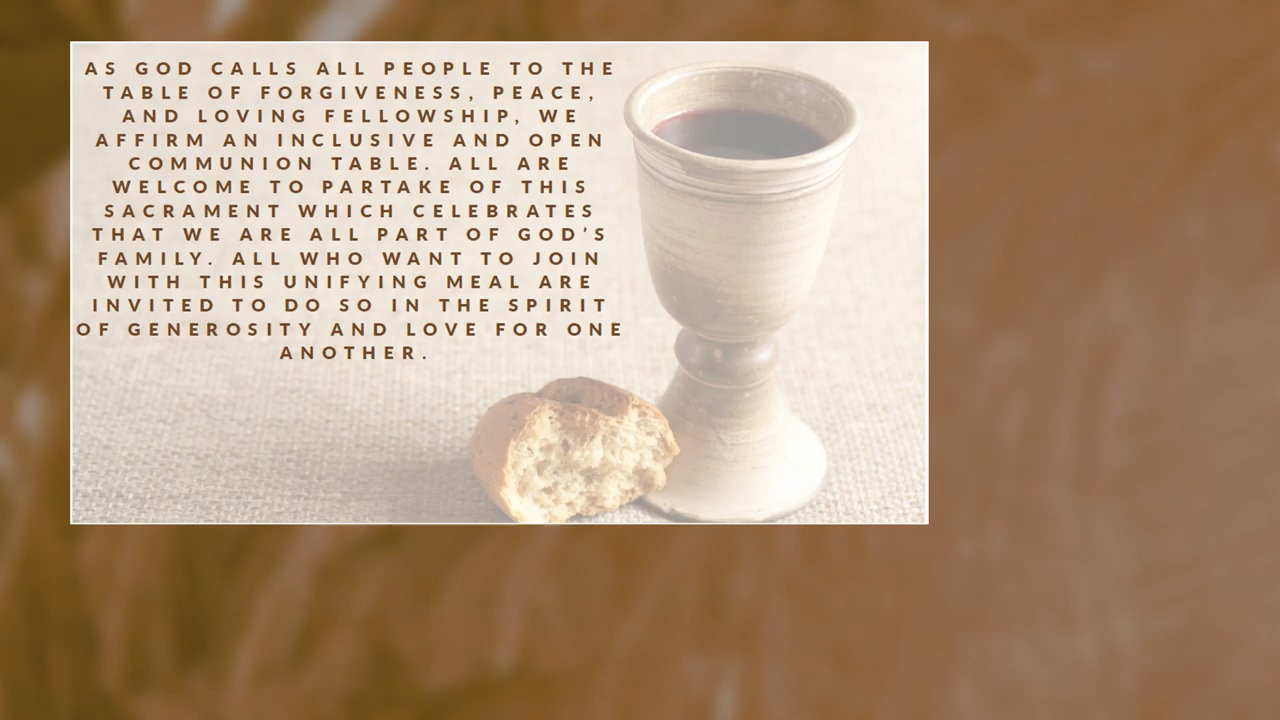 AS GOD CALLS ALL PEOPLE TO THE
TABLE OF FORGIVENESS, PEACE,
AND LOVING FELLOWSHIP, WE
AFFIRM AN INCLUSIVE AND OPEN
COMMUNION TABLE. ALL ARE
WELCOME TO PARTAKE OF THIS
SACRAMENT WHICH CELEBRATES
THAT WE ARE ALL PART OF GOD'S
FAMILY. ALL WHO WANT TO JOIN
WITH THIS UNIFYING MEAL ARE
INVITED TO DO SO IN THE SPIRIT
OF GENEROSITY AND LOVE FOR ONE
ANOTHER.